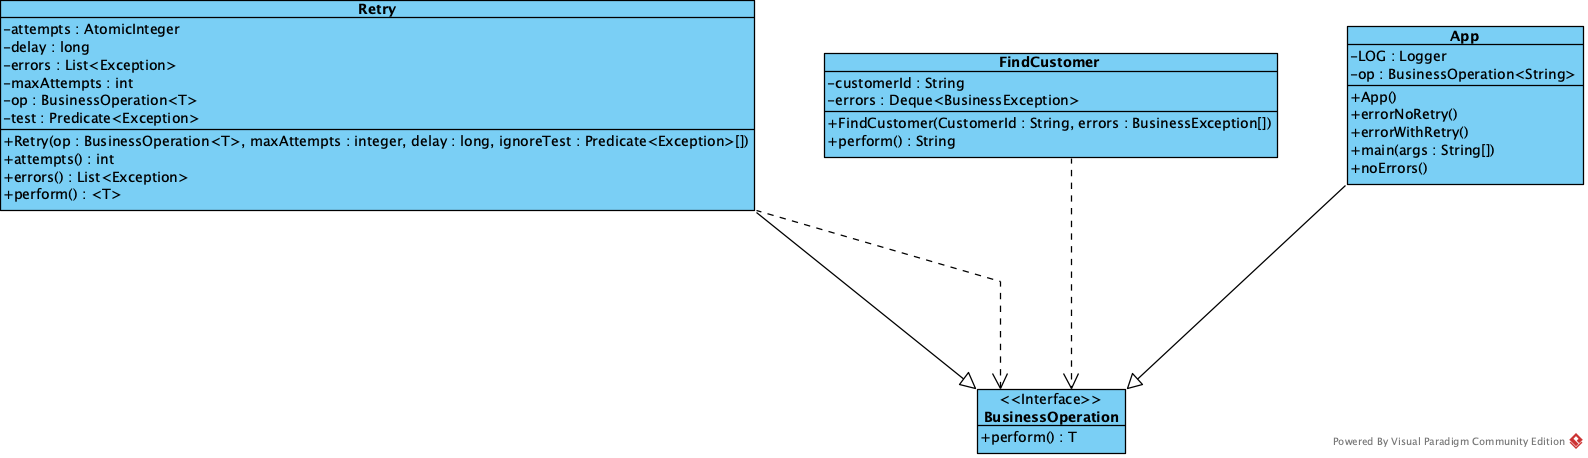 Retry
-attempts : AtomicInteger
-delay : long
-errors : List<Exception>
-maxAttempts : int
-op : BusinessOperation<T>
-test : Predicate<Exception>
+Retry(op : BusinessOperation<T>, maxAttempts : integer, delay : long, ignoreTest : Predicate<Exception>[])
+attempts() : int
+errors() : List<Exception>
+perform() : <T>
FindCustomer
-customerId : String
-errors : Deque<BusinessException>
+FindCustomer(CustomerId : String, errors : BusinessException[])
+perform() : String
App
-LOG : Logger
-op : BusinessOperation<String>
+App()
+errorNoRetry()
+errorWithRetry()
+main(args : String[])
+noErrors()
<<Interface>>
BusinessOperation
+perform() : T
Powered By Visual Paradigm Community Edition